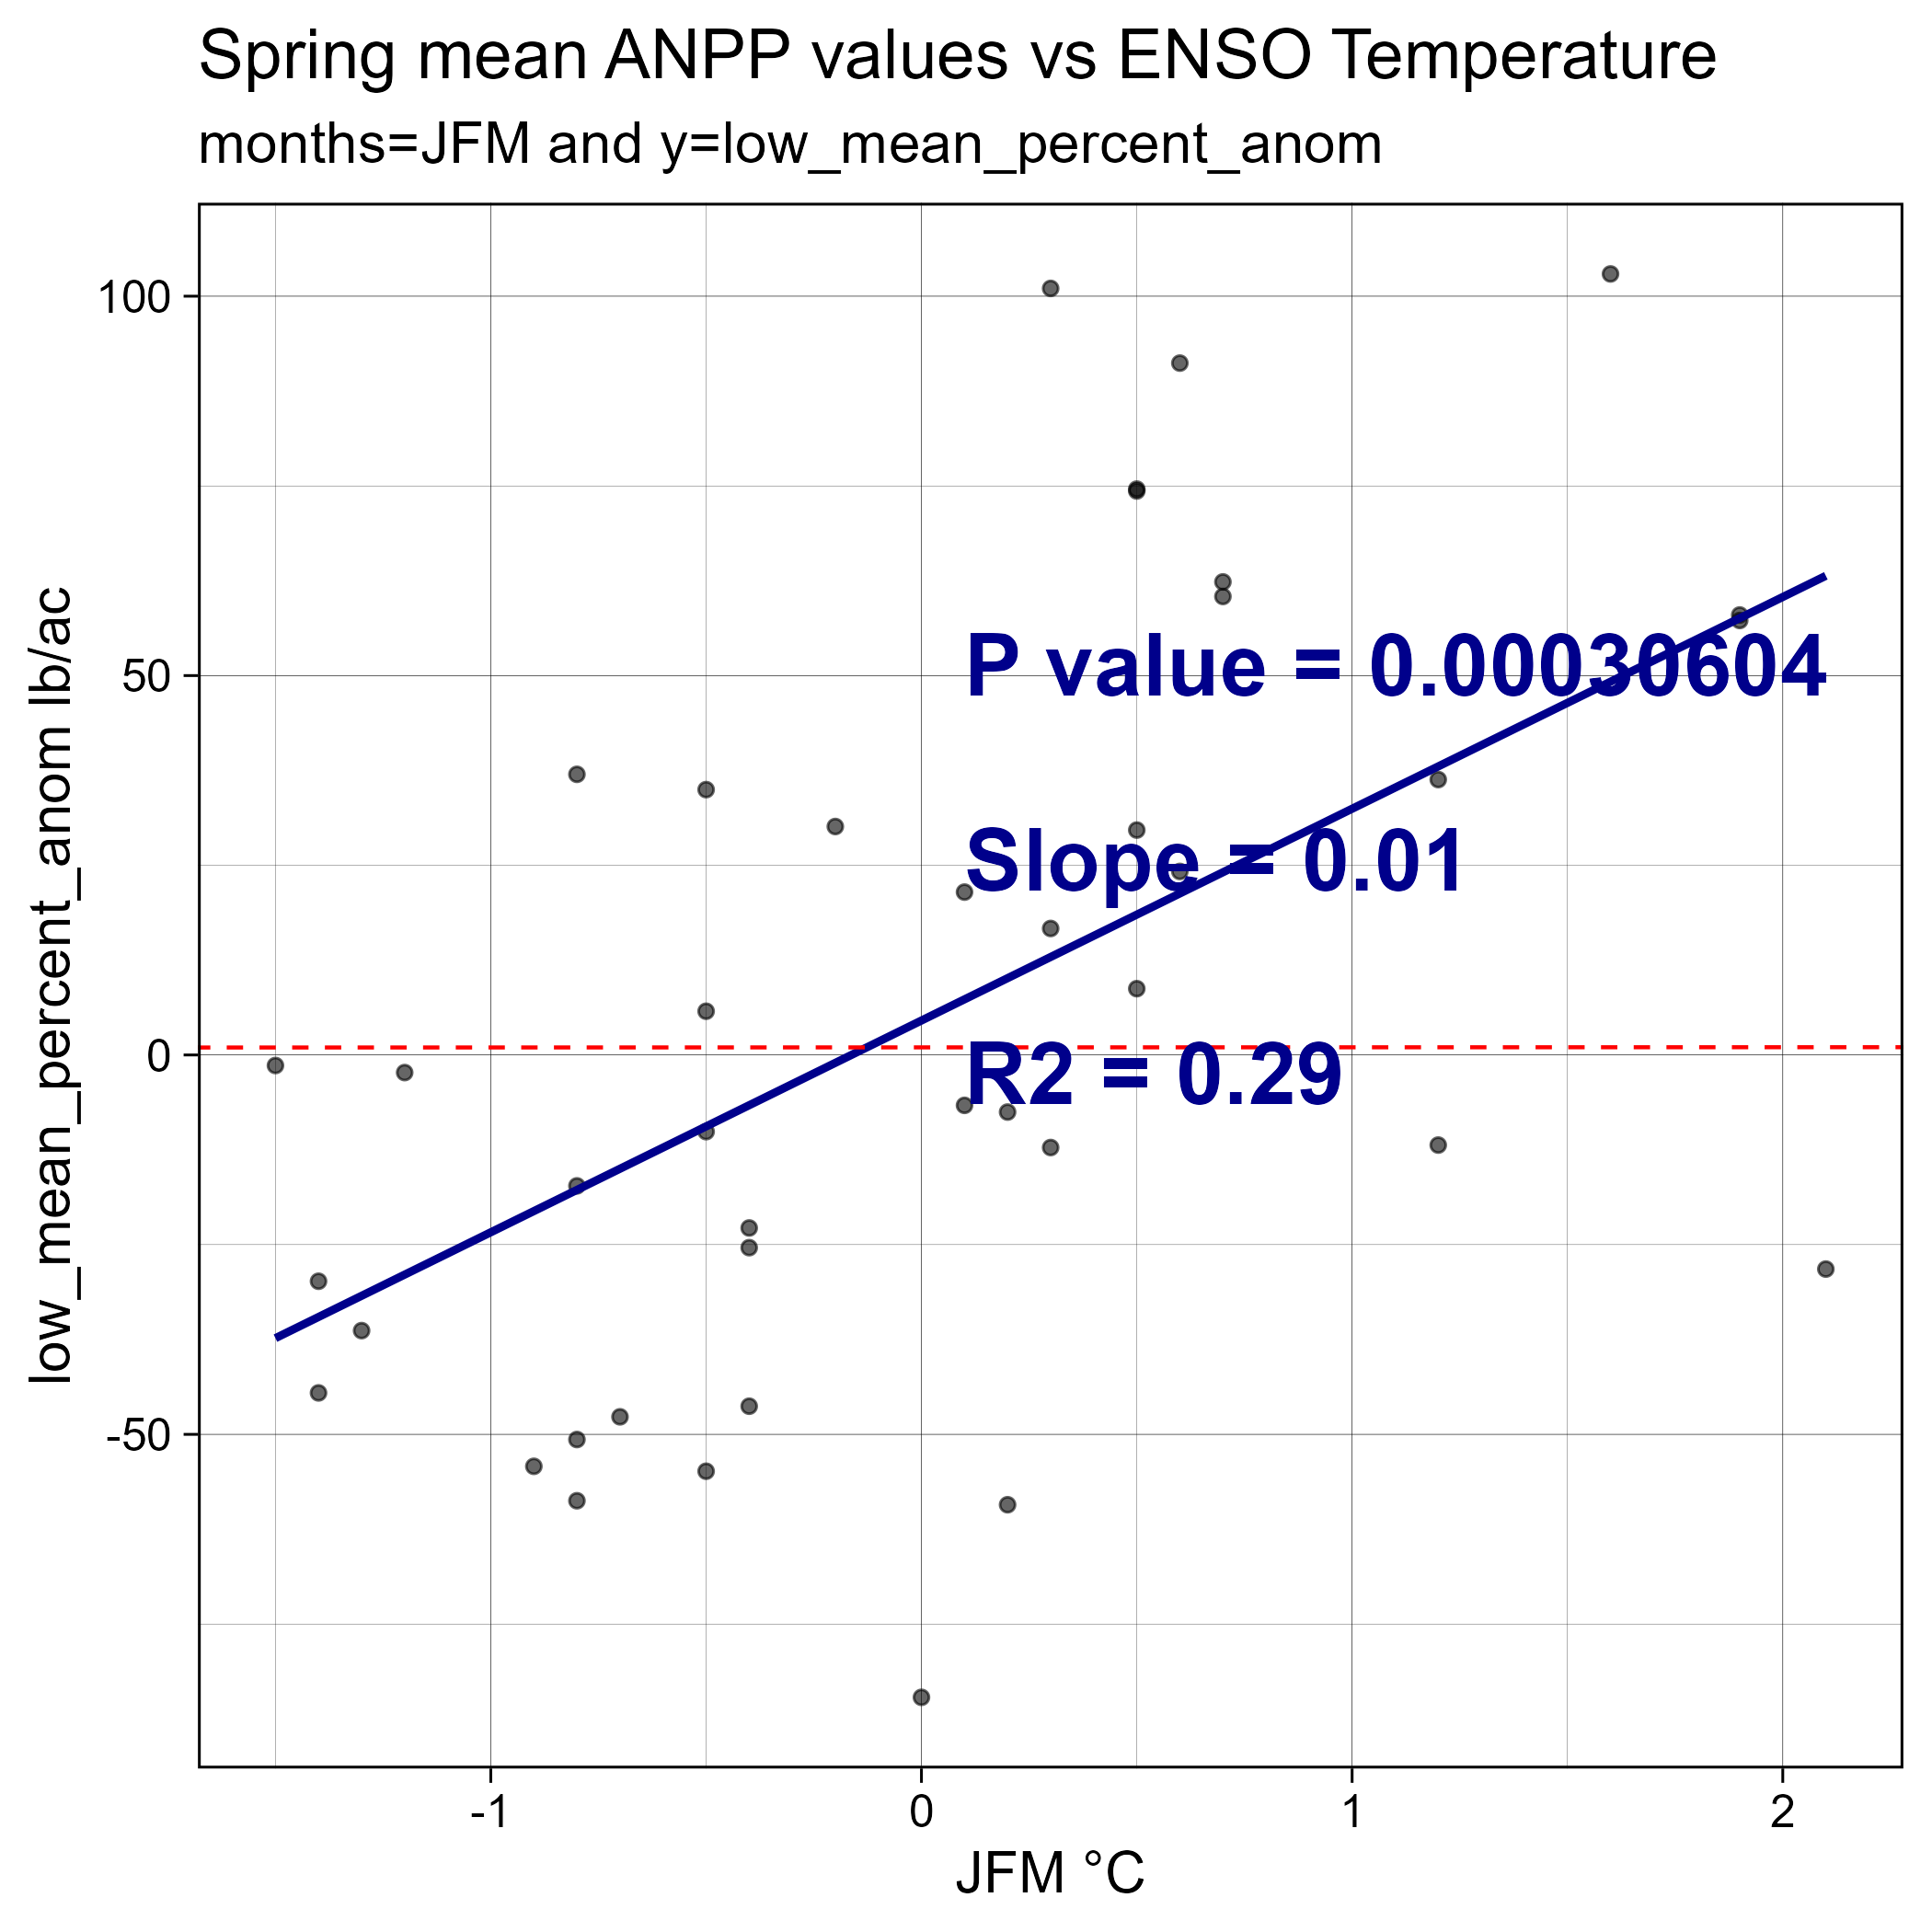 Spring mean ANPP values vs ENSO Temperature
months=JFM and y=low_mean_percent_anom
low_mean_percent_anom lb/ac
100
50
0
-50
P value = 0.00030604
Slope = 0.01
R2 = 0.29
-1
0
1
2
JFM °C